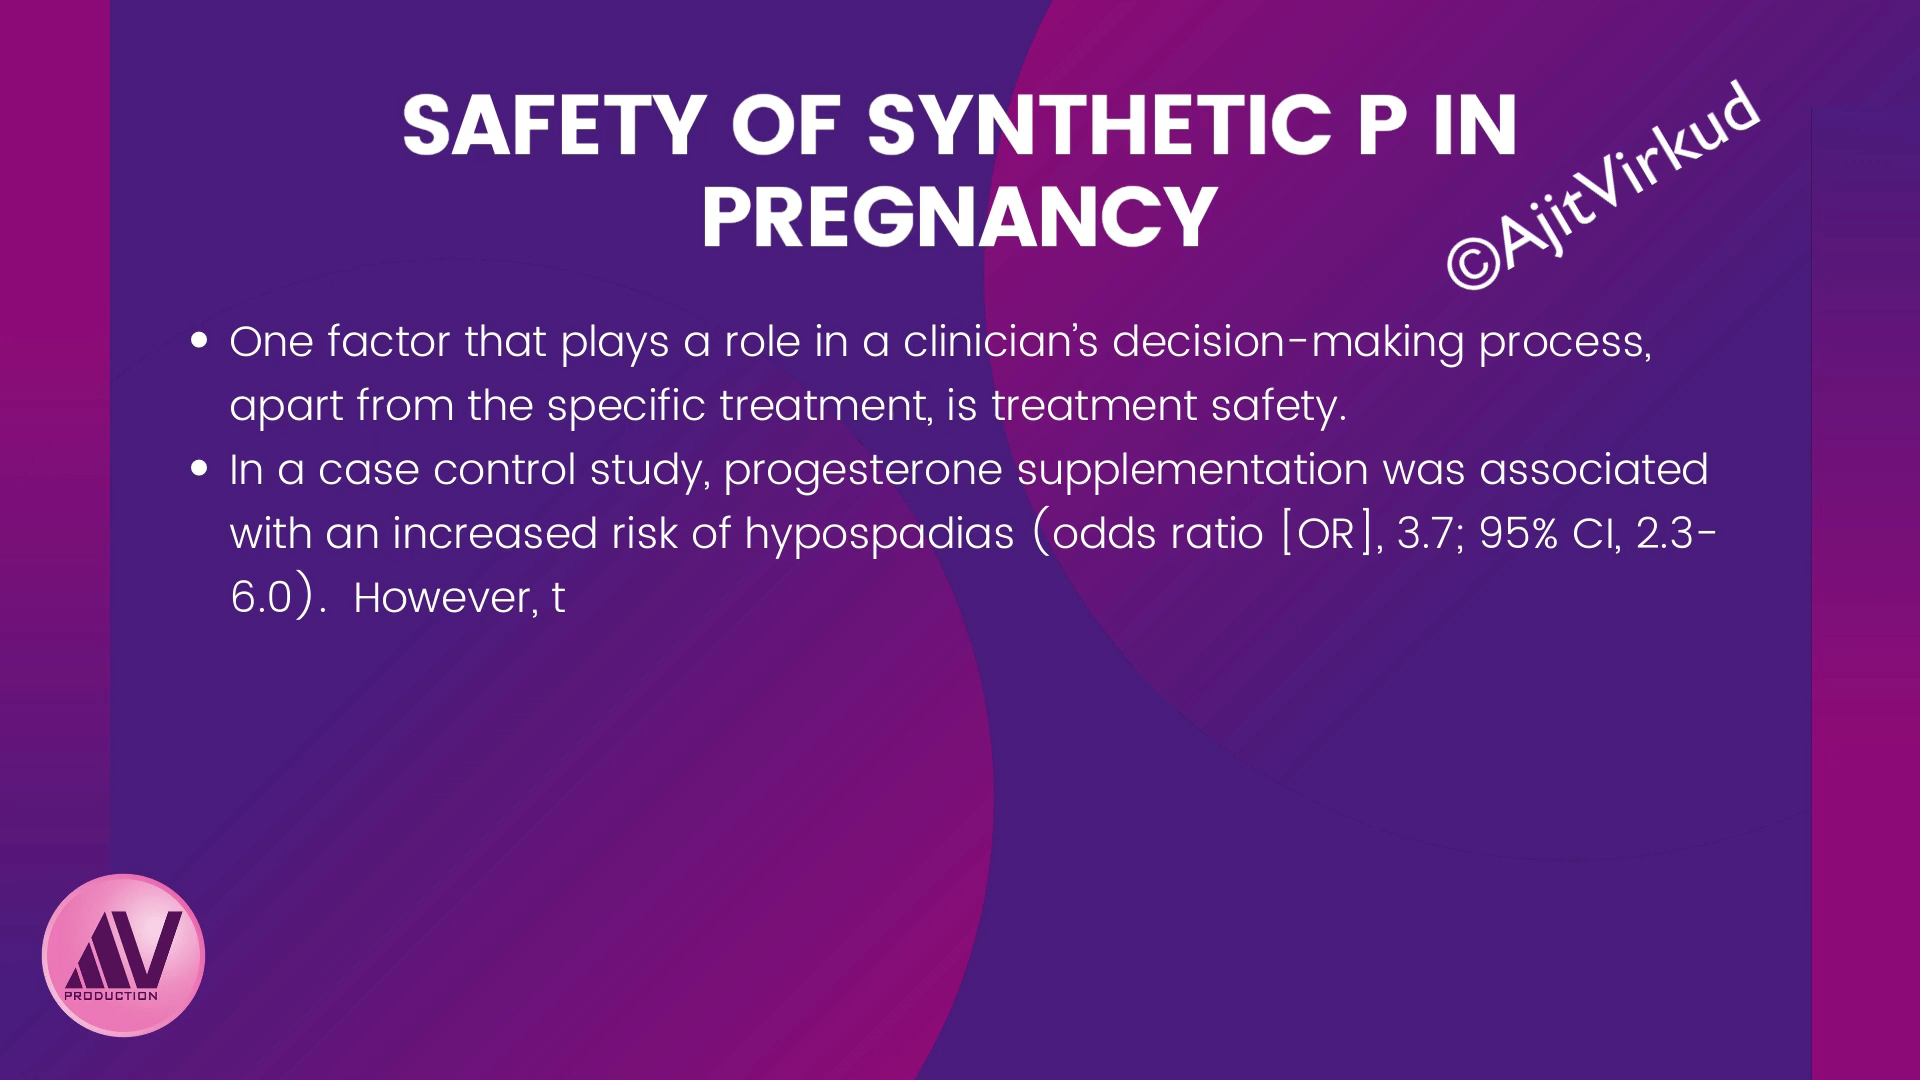 SAFETY OF SYNTHETIC P IN
PREGNANCY
©AjitVirkud
• One factor that plays a role in a clinician’s decision-making process,
apart from the specific treatment, is treatment safety.
• In a case control study, progesterone supplementation was associated
with an increased risk of hypospadias (odds ratio [OR], 3.7; 95% CI, 2.3-
6.0).  However, t
AV
PRODUCTION